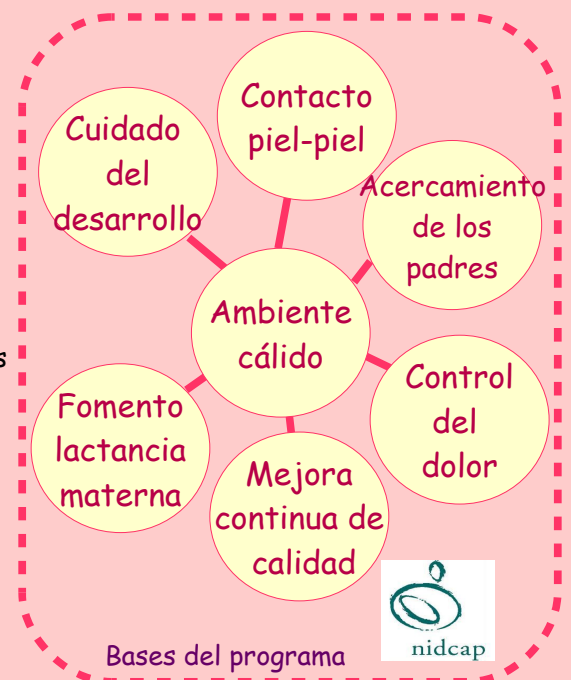 Contacto
piel-piel
Cuidado
del
desarrollo
Acercamiento
de los
padres
Ambiente
cálido
s
Control
del
dolor
Fomento
lactancia
materna
Mejora
continua de
calidad
nidcap
Bases del programa